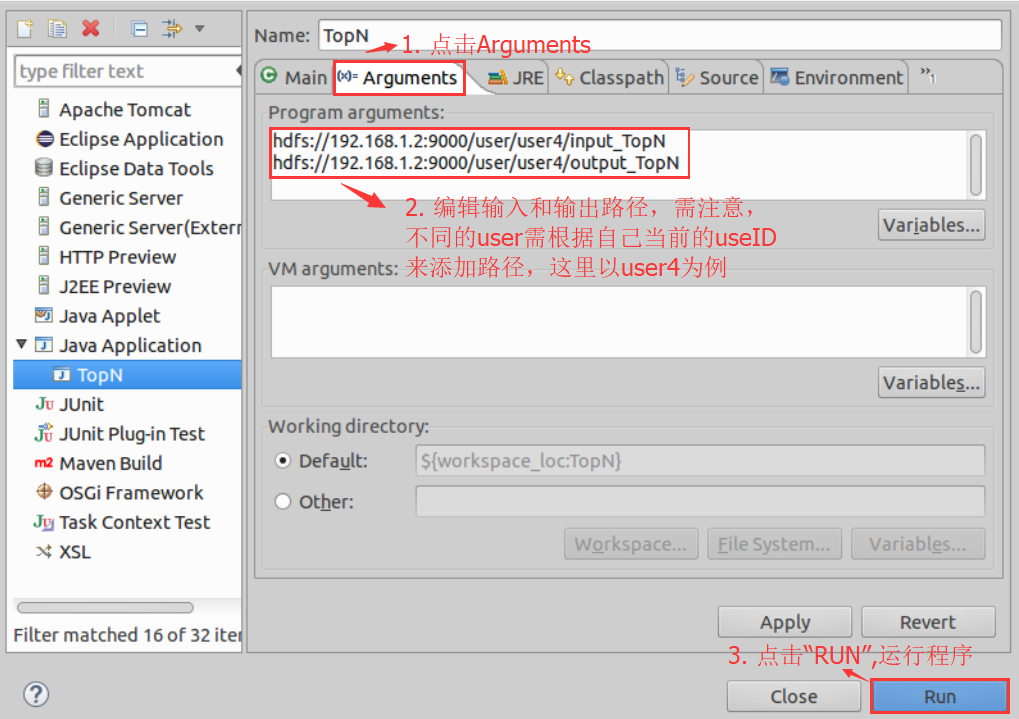 Name: TopN
1. 点击Arguments
type filter text
Main
(x)= Arguments
JRE
Classpath
Source
Environment
»1
Apache Tomcat
Eclipse Application
Eclipse Data Tools
Generic Server
Generic Server(Extern
HTTP Preview
J2EE Preview
Java Applet
Java Application
TopN
JUnit
JUnit Plug-in Test
Maven Build
OSGi Framework
Task Context Test
XSL
Filter matched 16 of 32 iter
Program arguments:
hdfs://192.168.1.2:9000/user/user4/input_TopN
hdfs://192.168.1.2:9000/user/user4/output_TopN
2. 编辑输入和输出路径，需注意，
不同的user需根据自己当前的useID
来添加路径，这里以user4为例
Variables...
VM arguments:
Variables...
Working directory:
Default:
${workspace_loc:TopN}
Other:
Workspace...
File System...
Variables...
Apply
Revert
3. 点击“RUN”,运行程序
Close
Run